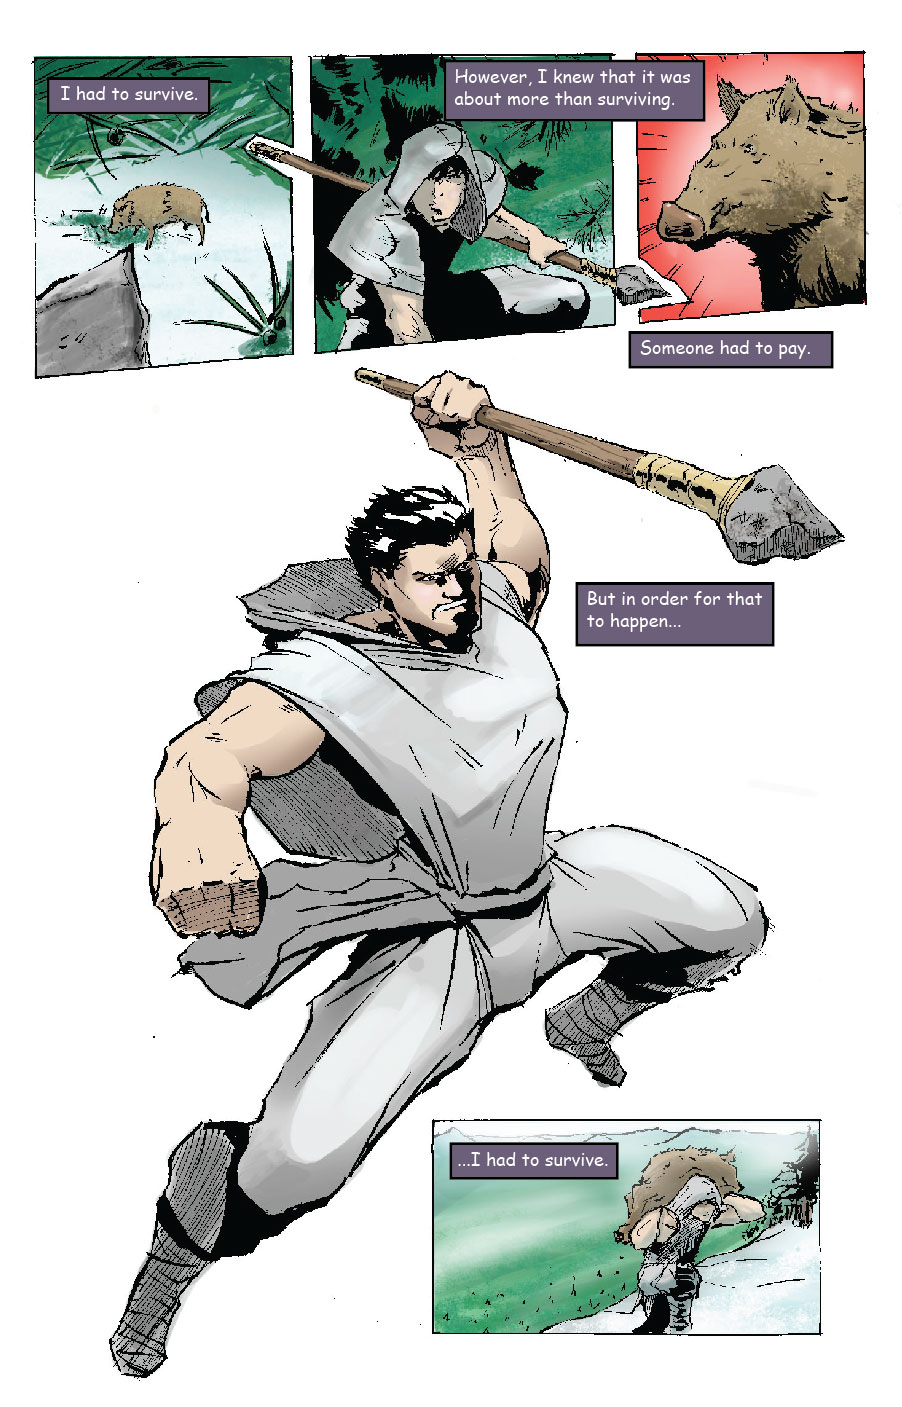 I had to survive.
However, I knew that it was
about more than surviving.
Someone had to pay.
But in order for that
to happen...
...I had to survive.